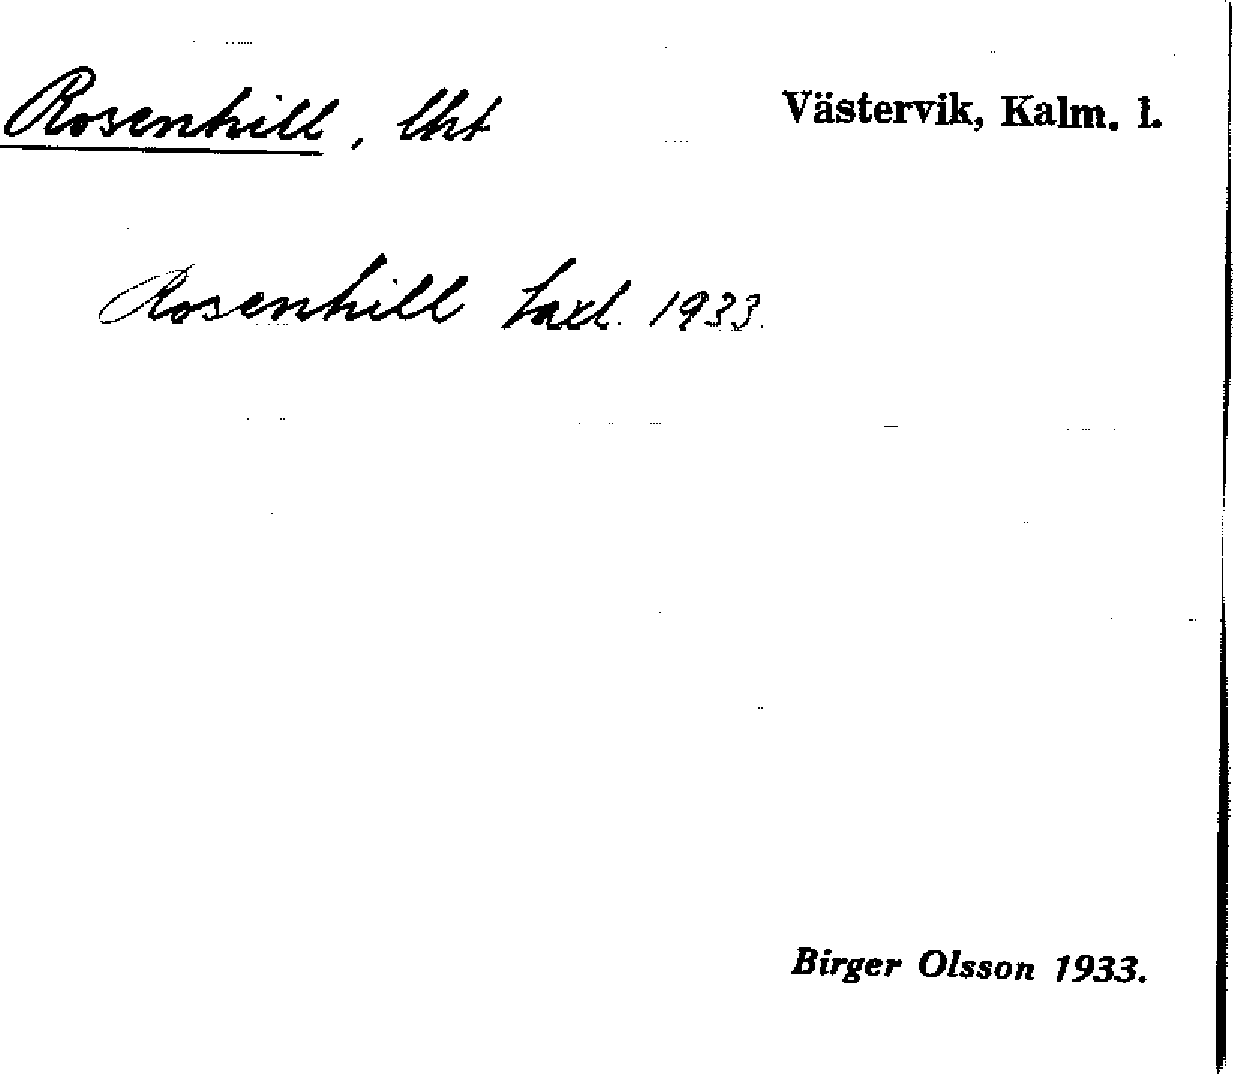 Rosenhill, lht Västervik, Kalm. l.
Rosenhill taxl. 1933.
Birger Olsson 1933.